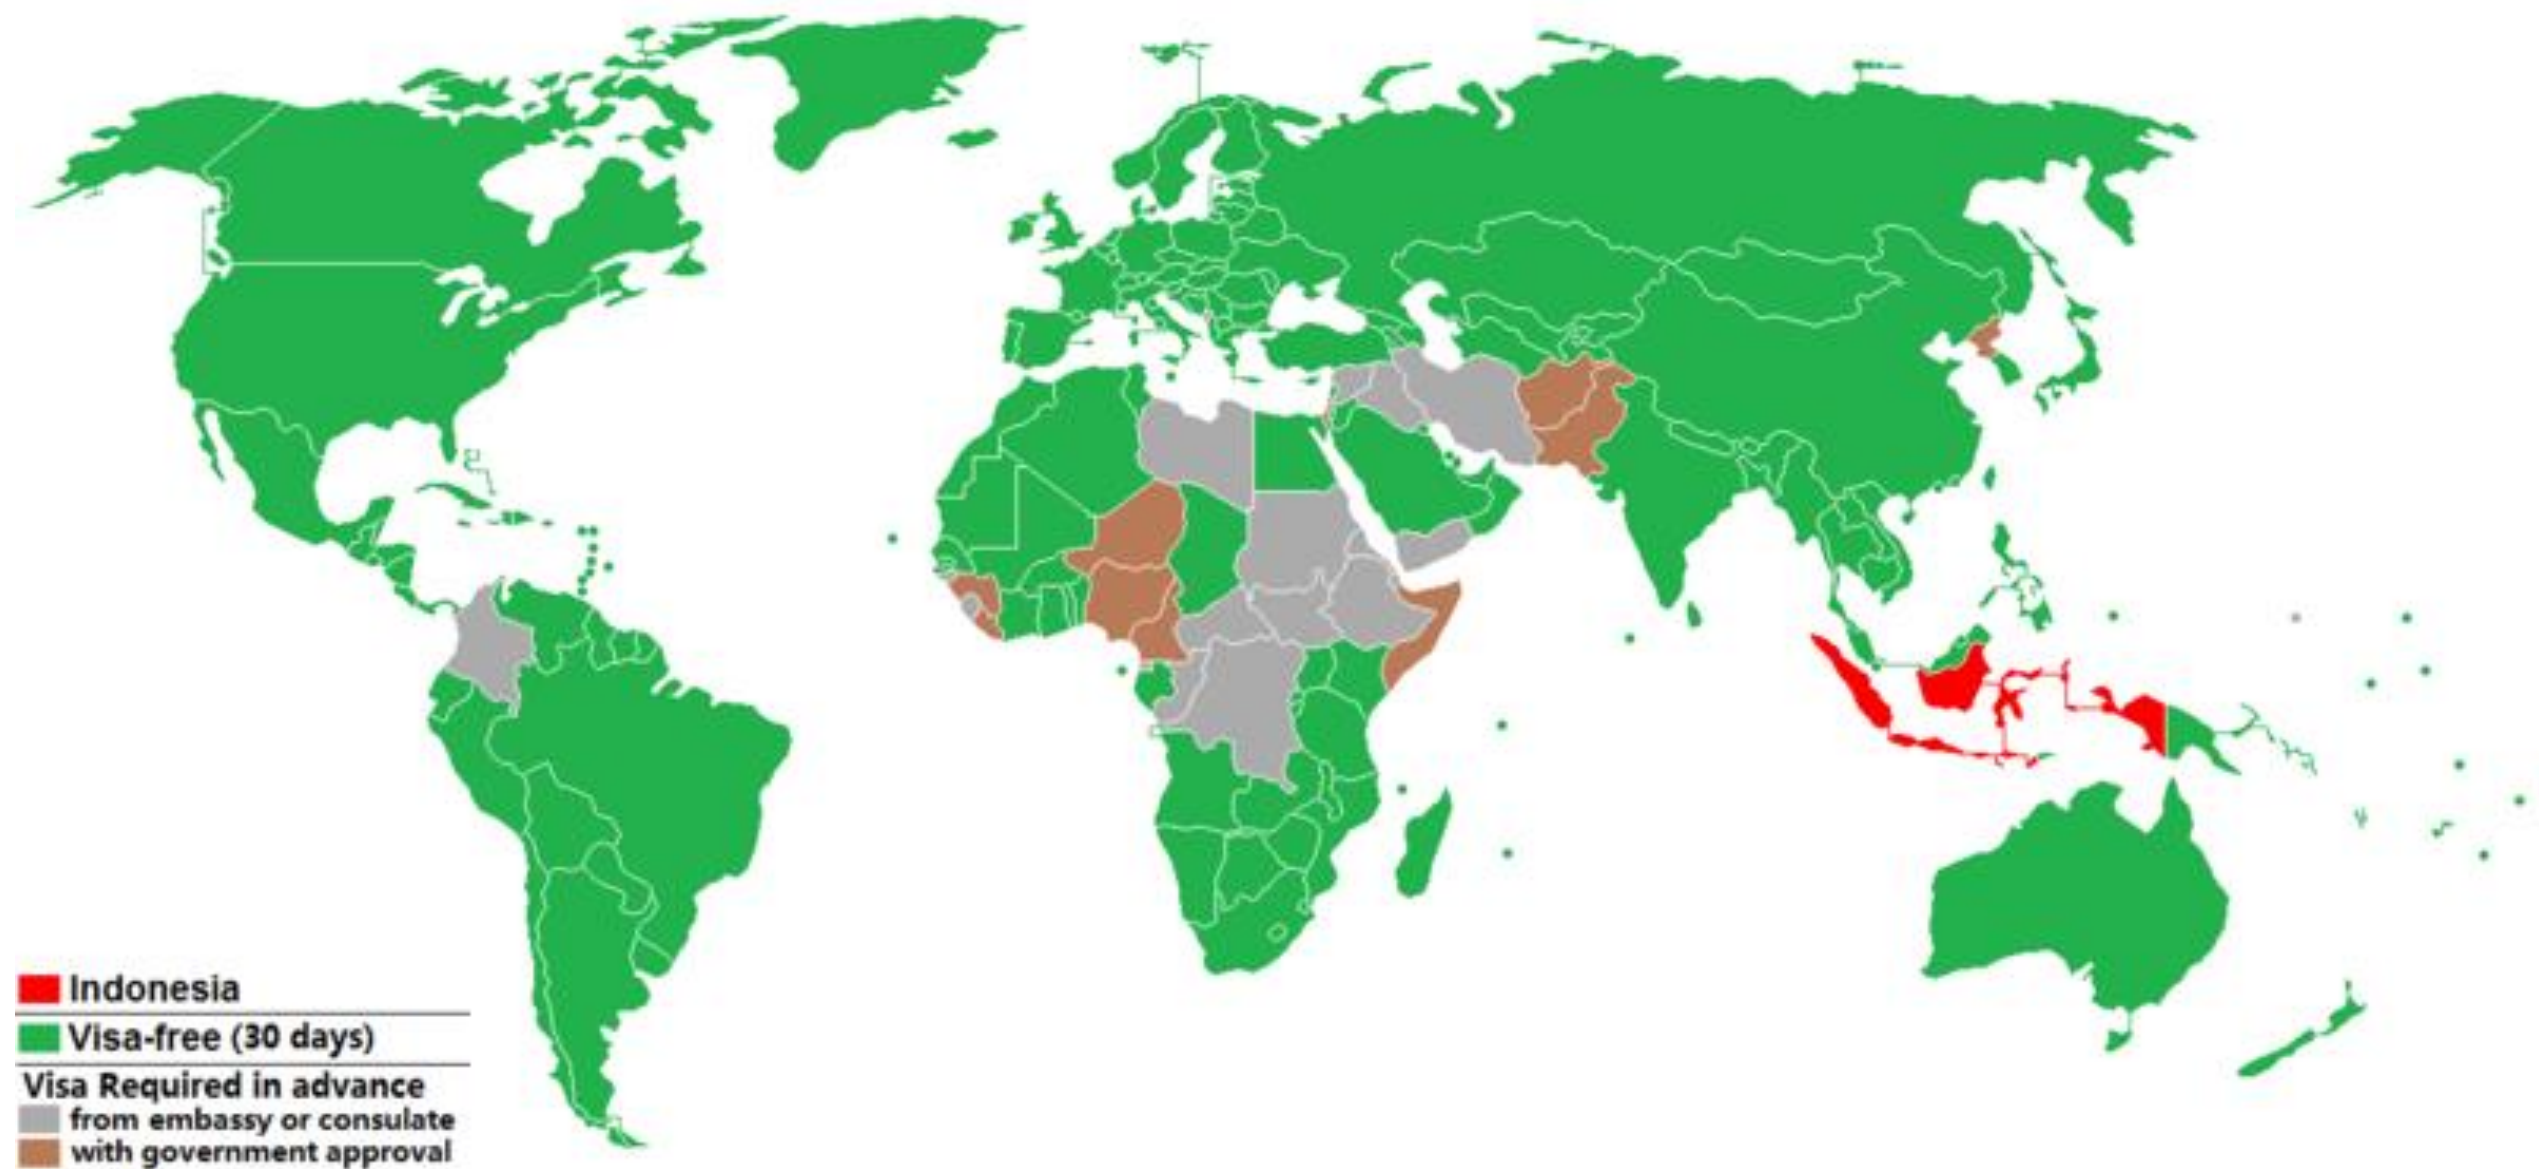 Indonesia
Visa-free (30 days)
Visa Required in advance
from embassy or consulate
with government approval